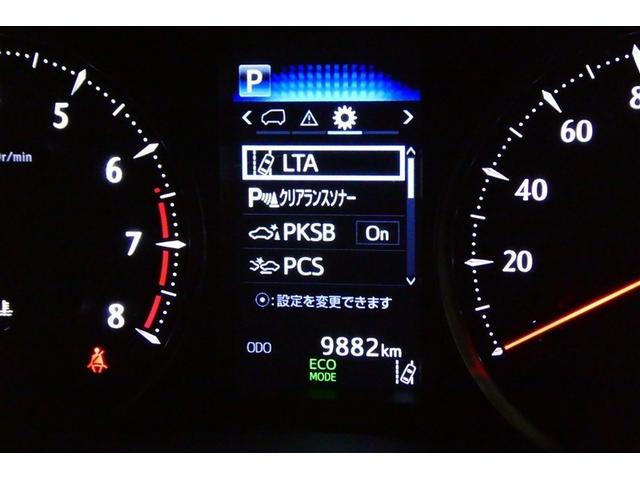 P
LTA
P クリアランスソナー
PKSB On
PCS
:設定を変更できます
ODO 9882km
ECO
MODE
5
r/min
6
7
8
8
60
40
20